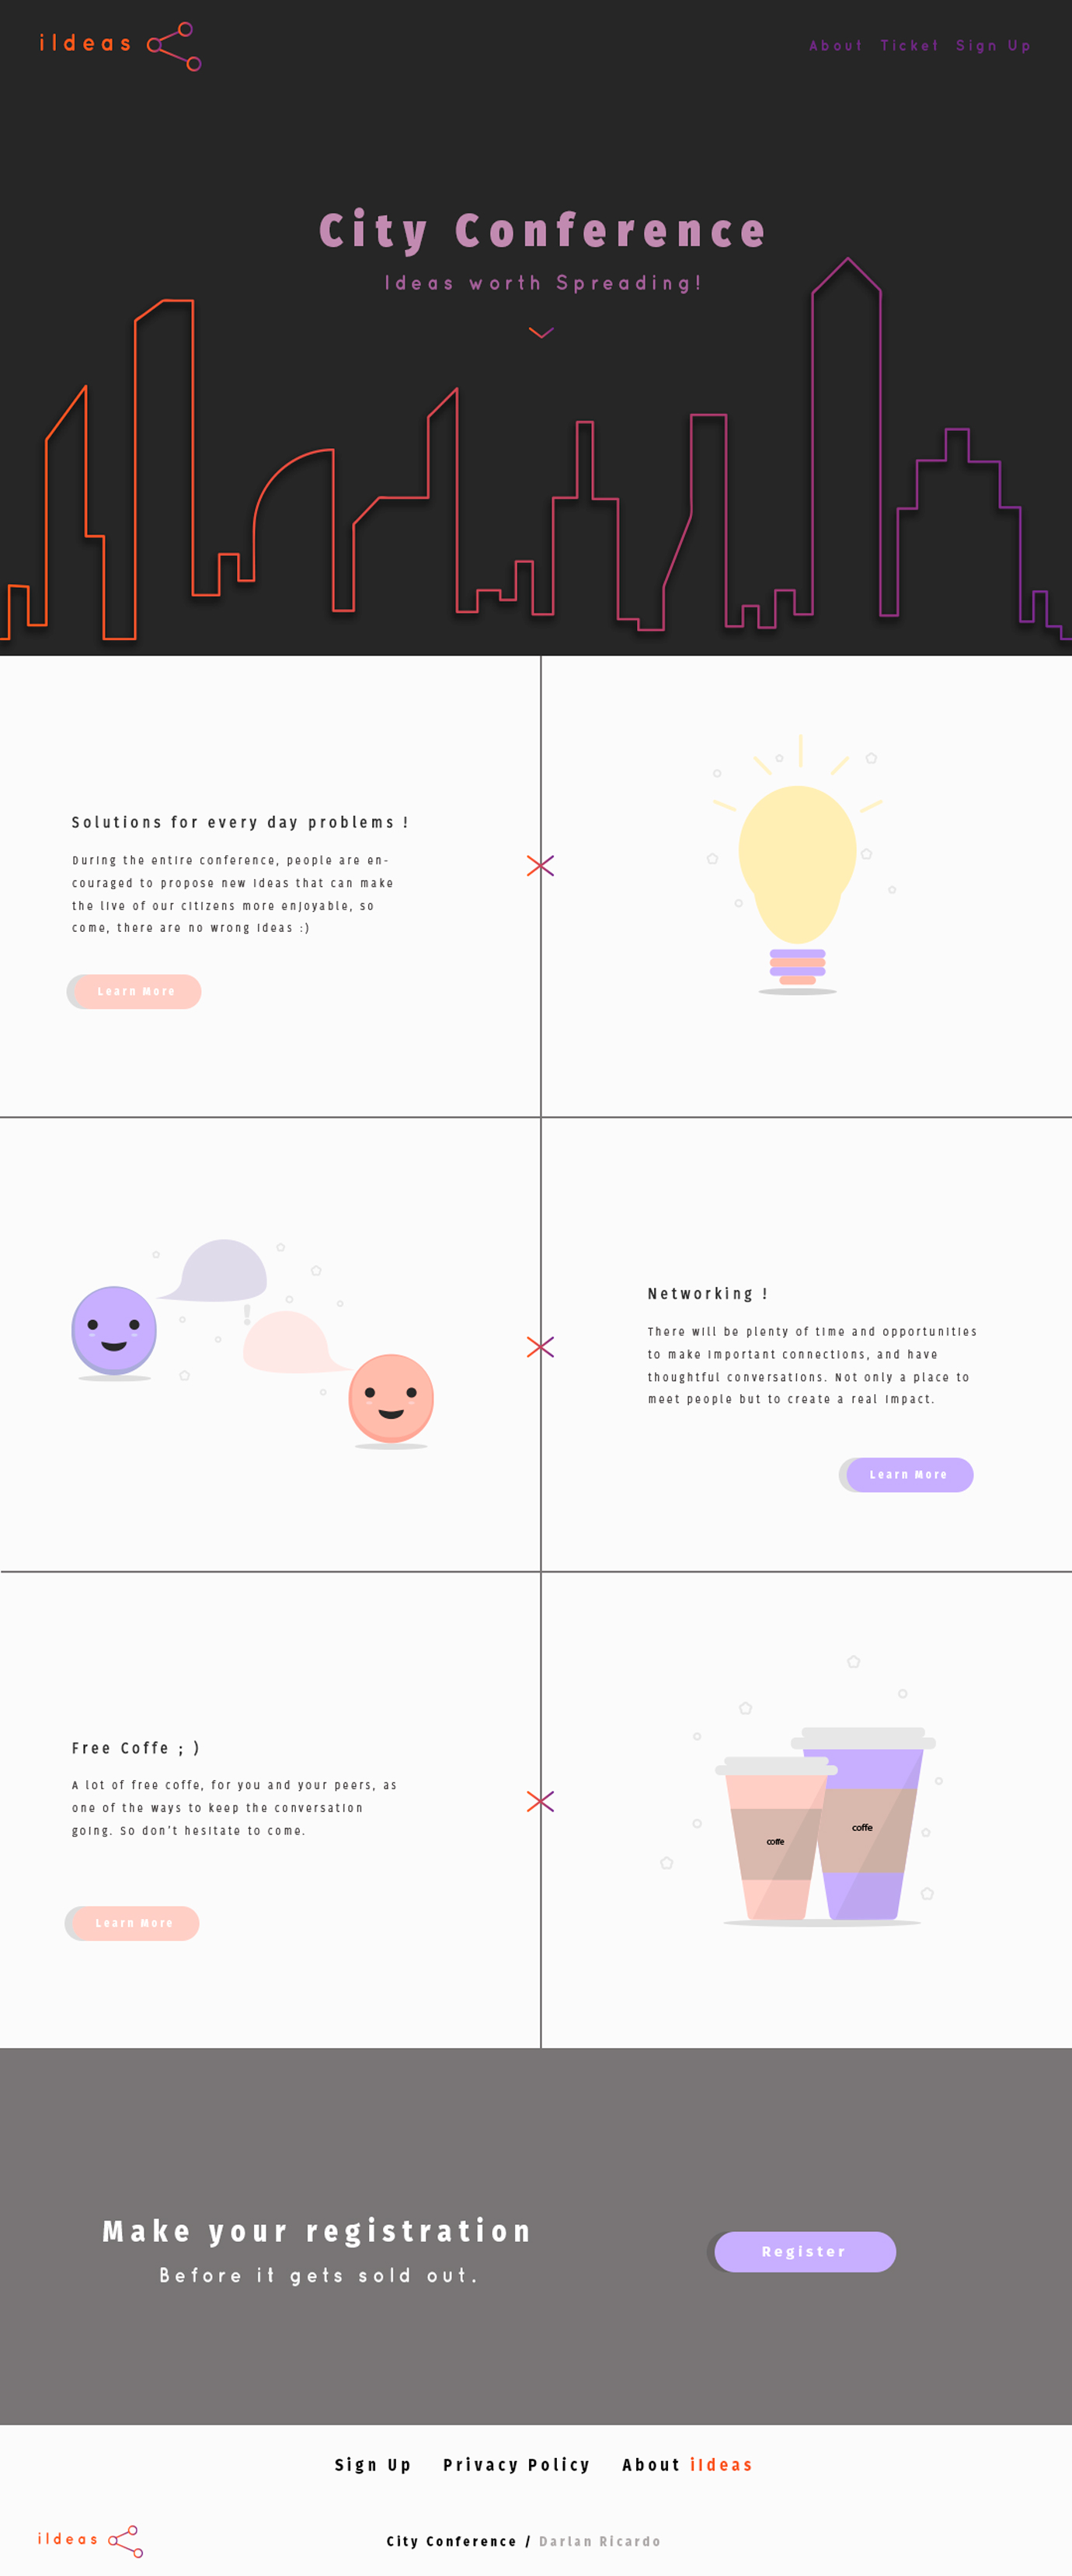 iIdeas
About Ticket Sign Up
City Conference
Ideas worth Spreading!
Solutions for every day problems !
During the entire conference, people are en-
couraged to propose new ideas that can make
the live of our citizens more enjoyable, so
come, there are no wrong ideas :)
Learn More
Networking !
There will be plenty of time and opportunities
to make important connections, and have
thoughtful conversations. Not only a place to
meet people but to create a real impact.
Learn More
Free Coffe ; )
A lot of free coffe, for you and your peers, as
one of the ways to keep the conversation
going. So don't hesitate to come.
Learn More
coffe
coffe
Make your registration
Before it gets sold out.
Register
Sign Up Privacy Policy About iIdeas
iIdeas
City Conference / Darlan Ricardo